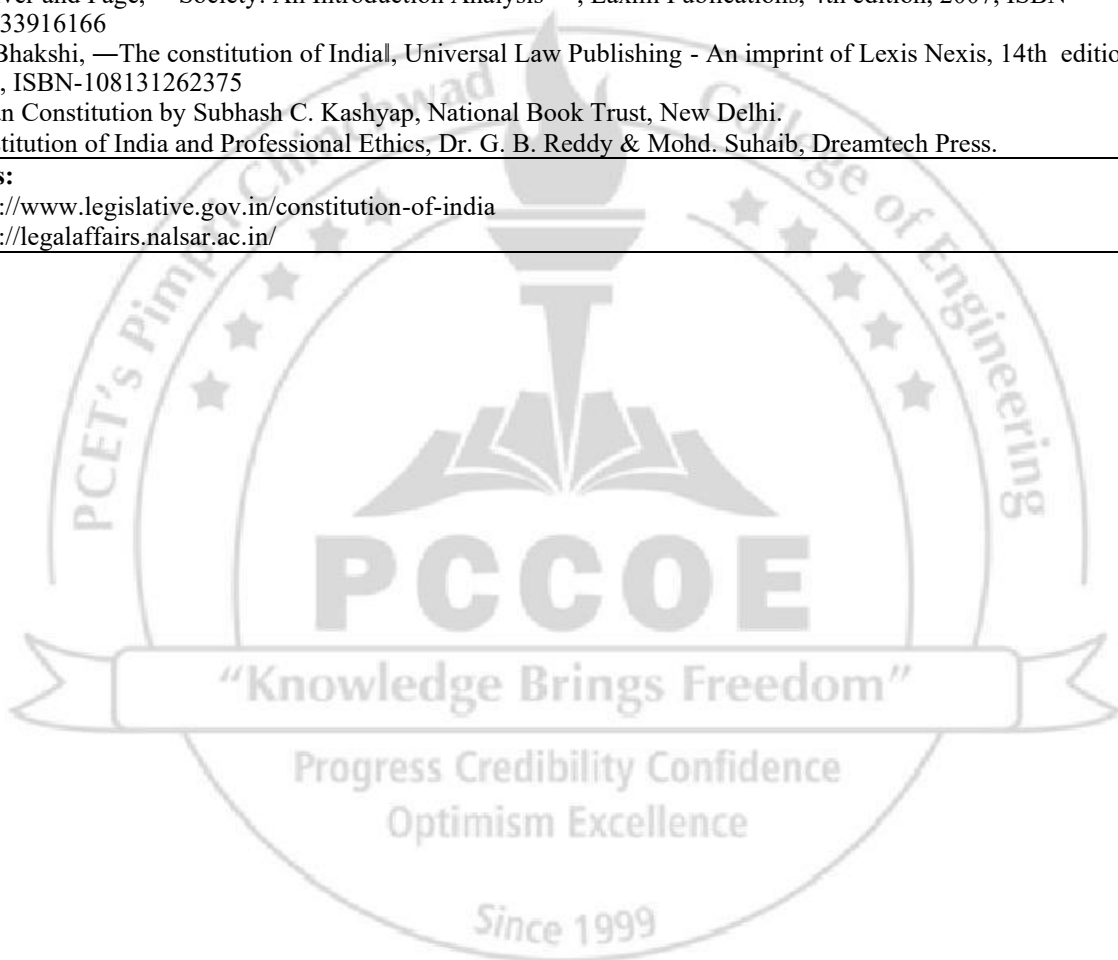 ver and Page, ― Society: An Introduction Analysis ‖ , Laxmi Publications, 4th edition, 2007, ISBN-
33916166
Bhakshi, ―The constitution of India‖, Universal Law Publishing - An imprint of Lexis Nexis, 14th editio
, ISBN-108131262375
n Constitution by Subhash C. Kashyap, National Book Trust, New Delhi.
titution of India and Professional Ethics, Dr. G. B. Reddy & Mohd. Suhaib, Dreamtech Press.
s:
://www.legislative.gov.in/constitution-of-india
://legalaffairs.nalsar.ac.in/
PCET's Pimpri Chinchwad College of Engineering
PCCOE
“Knowledge Brings Freedom”
Progress Credibility Confidence
Optimism Excellence
Since 1999